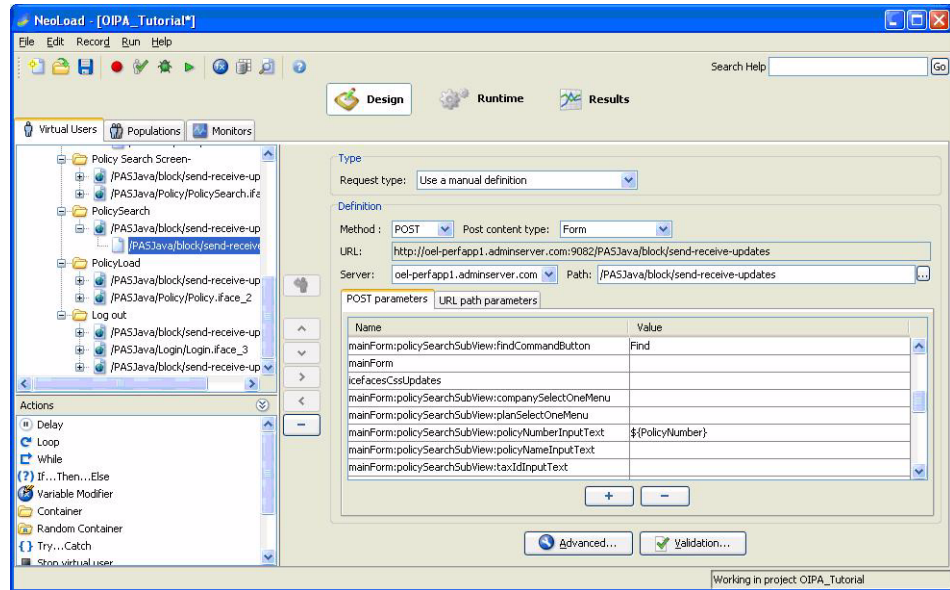 NeoLoad - [OIPA_Tutorial*]
File Edit Record Run Help
Search Help Go
Design Runtime Results
Virtual Users Populations Monitors
Policy Search Screen-
/PASJava/block/send-receive-up
/PASJava/Policy/PolicySearch.ifa
PolicySearch
/PASJava/block/send-receive-up
/PASJava/block/send-receive
PolicyLoad
/PASJava/block/send-receive-up
/PASJava/Policy/Policy.iface_2
Log out
/PASJava/block/send-receive-up
/PASJava/Login/Login.iface_3
/PASJava/block/send-receive-up
Actions
Delay
Loop
While
If...Then...Else
Variable Modifier
Container
Random Container
Try...Catch
Stop virtual user
Type
Request type: Use a manual definition
Definition
Method : POST Post content type: Form
URL: http://oel-perfapp1.adminserver.com:9082/PASJava/block/send-receive-updates
Server: oel-perfapp1.adminserver.com Path: /PASJava/block/send-receive-updates ...
POST parameters URL path parameters
Name Value
mainForm:policySearchSubView:findCommandButton Find
mainForm
icefacesCssUpdates
mainForm:policySearchSubView:companySelectOneMenu
mainForm:policySearchSubView:planSelectOneMenu
mainForm:policySearchSubView:policyNumberInputText ${PolicyNumber}
mainForm:policySearchSubView:policyNameInputText
mainForm:policySearchSubView:taxIdInputText
+ −
Advanced... Validation...
Working in project OIPA_Tutorial